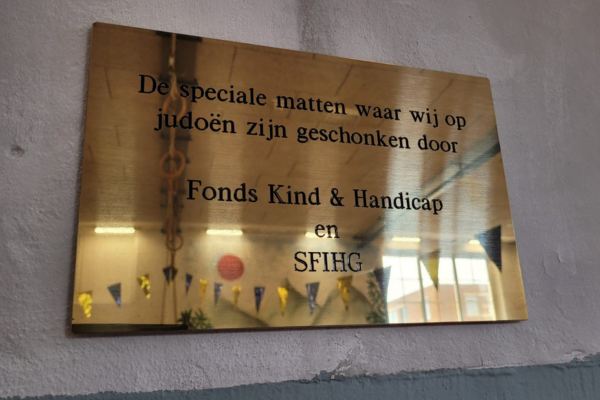 De speciale matten waar wij op
judoën zijn geschonken door
Fonds Kind & Handicap
en
SFIHG